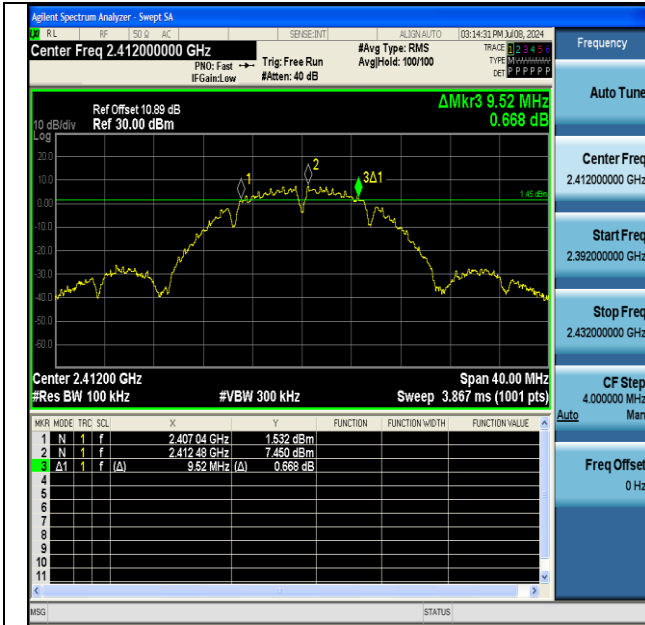 Agilent Spectrum Analyzer - Swept SA
RL RF 50 Ω AC SENSE:INT ALIGN AUTO 03:14:31 PM Jul 08, 2024
Center Freq 2.412000000 GHz
PNO: Fast
IFGain:Low
Trig: Free Run
#Atten: 40 dB
#Avg Type: RMS
Avg|Hold: 100/100
TRACE 1 2 3 4 5 6
TYPE
DET P P P P P P
ΔMkr3 9.52 MHz
0.668 dB
Ref Offset 10.89 dB
10 dB/div Ref 30.00 dBm
Log
20.0
10.0
0.00
-10.0
-20.0
-30.0
-40.0
-50.0
-60.0
1
2
3Δ1
1.45 dBm
Center 2.41200 GHz Span 40.00 MHz
#Res BW 100 kHz #VBW 300 kHz Sweep 3.867 ms (1001 pts)
MKR MODE TRC SCL X Y FUNCTION FUNCTION WIDTH FUNCTION VALUE
1 N 1 f 2.407 04 GHz 1.532 dBm
2 N 1 f 2.412 48 GHz 7.450 dBm
3 Δ1 1 f (Δ) 9.52 MHz (Δ) 0.668 dB
4
5
6
7
8
9
10
11
MSG STATUS
Frequency
Auto Tune
Center Freq
2.412000000 GHz
Start Freq
2.392000000 GHz
Stop Freq
2.432000000 GHz
CF Step
4.000000 MHz
Auto Man
Freq Offset
0 Hz